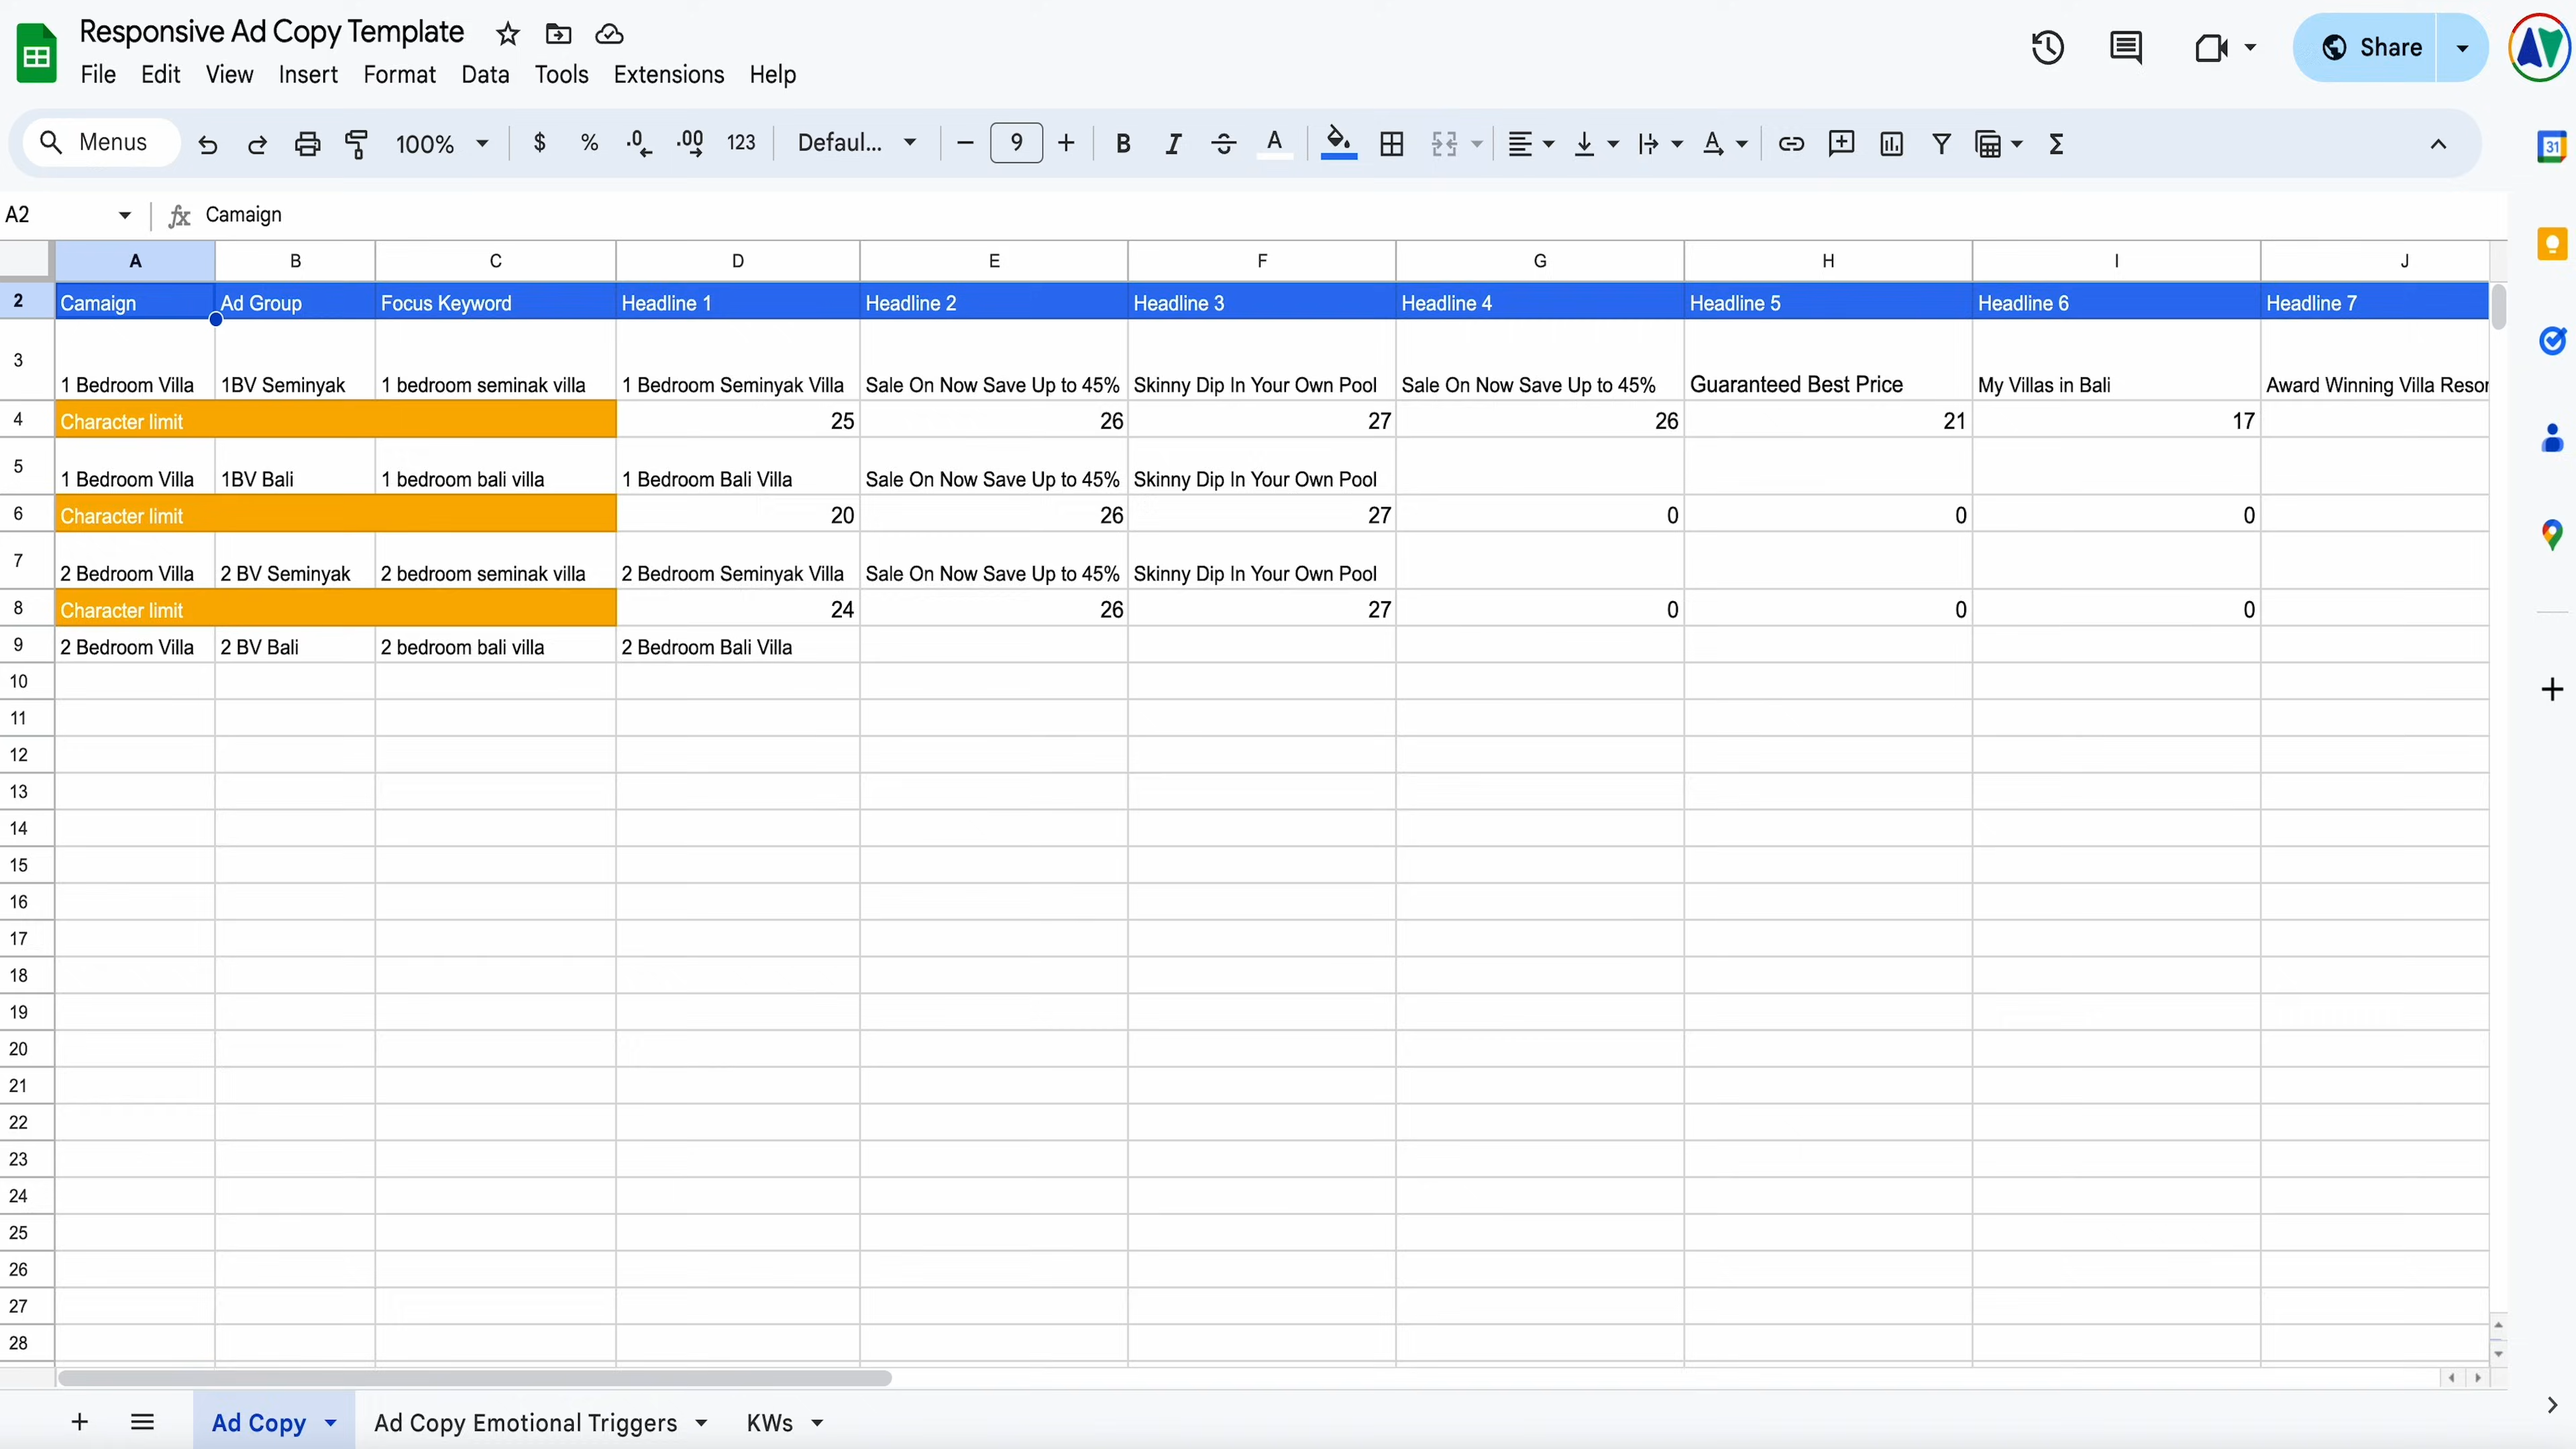 Responsive Ad Copy Template
File Edit View Insert Format Data Tools Extensions Help
Share
Menus 100% $ % .0 .00 123 Defaul... 9 B I A A Σ
31
A2 fx Camaign
A B C D E F G H I J
2 Camaign Ad Group Focus Keyword Headline 1 Headline 2 Headline 3 Headline 4 Headline 5 Headline 6 Headline 7
3 1 Bedroom Villa 1BV Seminyak 1 bedroom seminak villa 1 Bedroom Seminyak Villa Sale On Now Save Up to 45% Skinny Dip In Your Own Pool Sale On Now Save Up to 45% Guaranteed Best Price My Villas in Bali Award Winning Villa Resor
4 Character limit 25 26 27 26 21 17
5 1 Bedroom Villa 1BV Bali 1 bedroom bali villa 1 Bedroom Bali Villa Sale On Now Save Up to 45% Skinny Dip In Your Own Pool
6 Character limit 20 26 27 0 0 0
7 2 Bedroom Villa 2 BV Seminyak 2 bedroom seminak villa 2 Bedroom Seminyak Villa Sale On Now Save Up to 45% Skinny Dip In Your Own Pool
8 Character limit 24 26 27 0 0 0
9 2 Bedroom Villa 2 BV Bali 2 bedroom bali villa 2 Bedroom Bali Villa
10
11
12
13
14
15
16
17
18
19
20
21
22
23
24
25
26
27
28
Ad Copy Ad Copy Emotional Triggers KWs